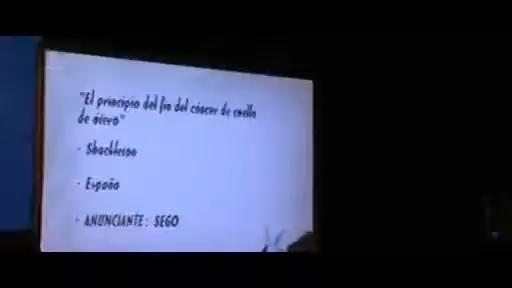 "El principio del fin del cáncer de cuello
de útero"
- Shackleton
- España
- ANUNCIANTE: SEGO